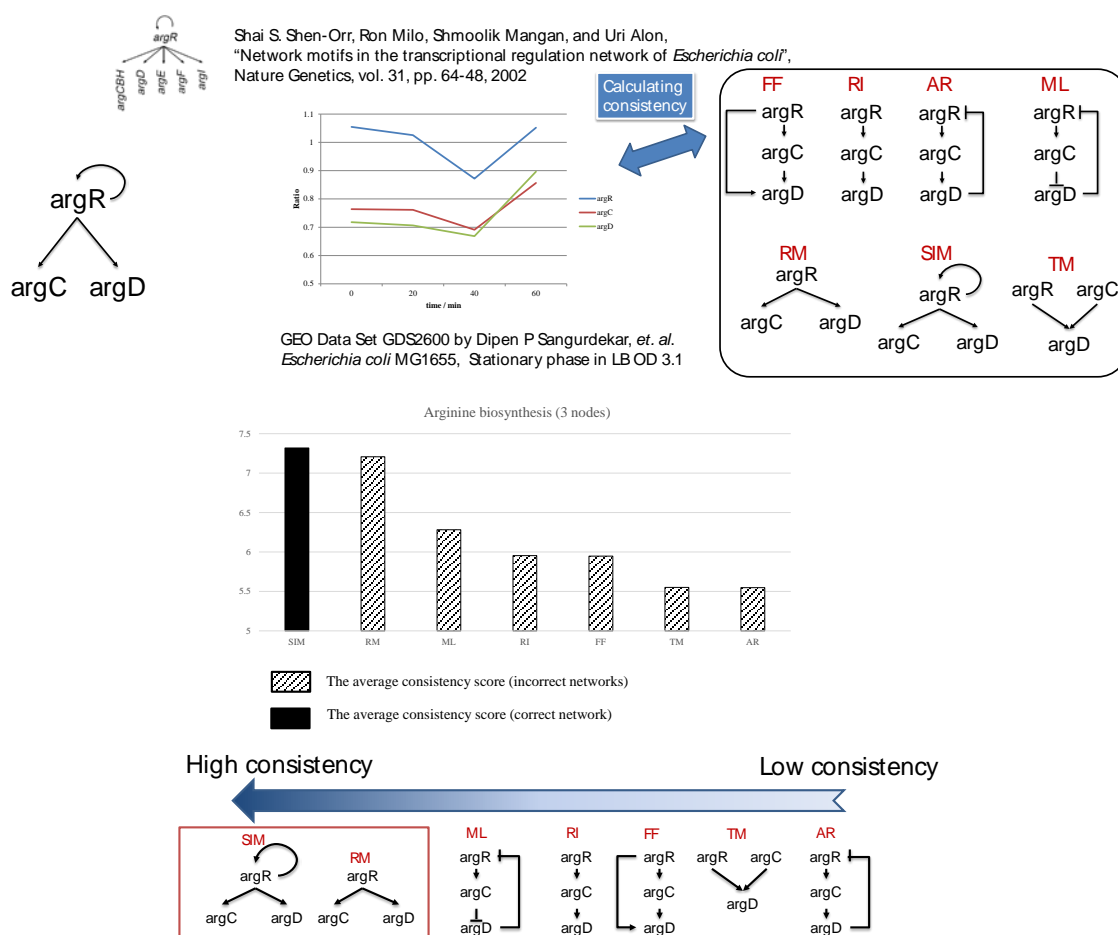 argR
argCBH
argD
argE
argF
argI
Shai S. Shen-Orr, Ron Milo, Shmoolik Mangan, and Uri Alon,
“Network motifs in the transcriptional regulation network of Escherichia coli”,
Nature Genetics, vol. 31, pp. 64-48, 2002
argR
argC argD
1.1
1
0.9
0.8
0.7
0.6
0.5
Ratio
0 20 40 60
time / min
argR
argC
argD
GEO Data Set GDS2600 by Dipen P Sangurdekar, et. al.
Escherichia coli MG1655, Stationary phase in LB OD 3.1
Calculating
consistency
FF RI AR ML
argR argR argR argR
argC argC argC argC
argD argD argD argD
RM SIM TM
argR
argC argD
argR
argC argD
argR argC
argD
Arginine biosynthesis (3 nodes)
7.5
7
6.5
6
5.5
5
SIM RM ML RI FF TM AR
The average consistency score (incorrect networks)
The average consistency score (correct network)
High consistency Low consistency
SIM
argR
argC argD
RM
argR
argC argD
ML
argR
argC
argD
RI
argR
argC
argD
FF
argR
argC
argD
TM
argR argC
argD
AR
argR
argC
argD